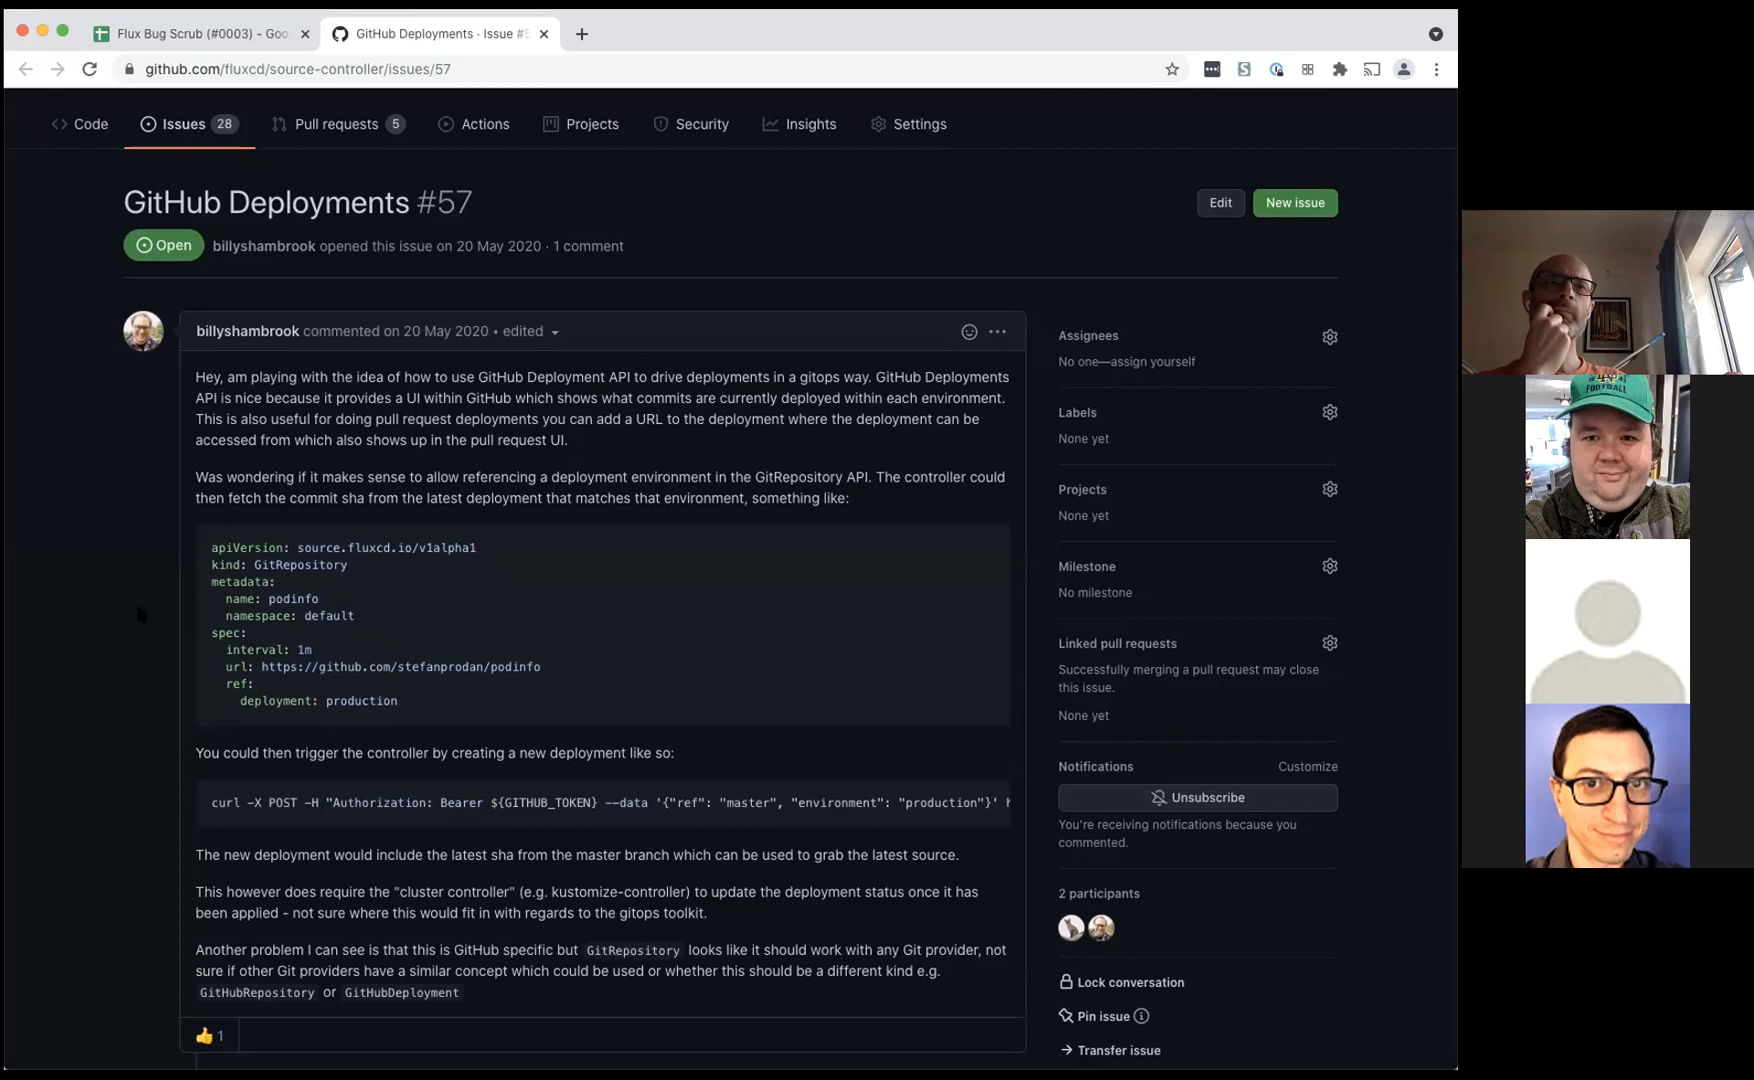 Flux Bug Scrub (#0003) - Goo
GitHub Deployments · Issue #5
github.com/fluxcd/source-controller/issues/57
Code
Issues 28
Pull requests 5
Actions
Projects
Security
Insights
Settings
GitHub Deployments #57
Edit
New issue
Open
billyshambrook opened this issue on 20 May 2020 · 1 comment
billyshambrook commented on 20 May 2020 • edited
Hey, am playing with the idea of how to use GitHub Deployment API to drive deployments in a gitops way. GitHub Deployments
API is nice because it provides a UI within GitHub which shows what commits are currently deployed within each environment.
This is also useful for doing pull request deployments you can add a URL to the deployment where the deployment can be
accessed from which also shows up in the pull request UI.
Was wondering if it makes sense to allow referencing a deployment environment in the GitRepository API. The controller could
then fetch the commit sha from the latest deployment that matches that environment, something like:
apiVersion: source.fluxcd.io/v1alpha1
kind: GitRepository
metadata:
name: podinfo
namespace: default
spec:
interval: 1m
url: https://github.com/stefanprodan/podinfo
ref:
deployment: production
You could then trigger the controller by creating a new deployment like so:
curl -X POST -H "Authorization: Bearer ${GITHUB_TOKEN} --data '{"ref": "master", "environment": "production"}' h
The new deployment would include the latest sha from the master branch which can be used to grab the latest source.
This however does require the "cluster controller" (e.g. kustomize-controller) to update the deployment status once it has
been applied - not sure where this would fit in with regards to the gitops toolkit.
Another problem I can see is that this is GitHub specific but GitRepository looks like it should work with any Git provider, not
sure if other Git providers have a similar concept which could be used or whether this should be a different kind e.g.
GitHubRepository or GitHubDeployment
1
Assignees
No one—assign yourself
Labels
None yet
Projects
None yet
Milestone
No milestone
Linked pull requests
Successfully merging a pull request may close
this issue.
None yet
Notifications
Customize
Unsubscribe
You're receiving notifications because you
commented.
2 participants
Lock conversation
Pin issue
Transfer issue
FOOTBALL